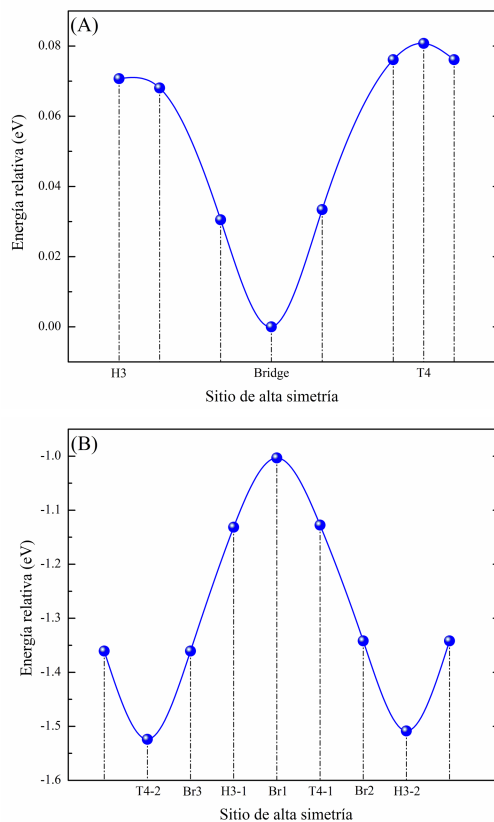 (A)
0.08
0.06
0.04
0.02
0.00
Energía relativa (eV)
H3 Bridge T4
Sitio de alta simetría
(B)
-1.0
-1.1
-1.2
-1.3
-1.4
-1.5
-1.6
Energía relativa (eV)
T4-2 Br3 H3-1 Br1 T4-1 Br2 H3-2
Sitio de alta simetría